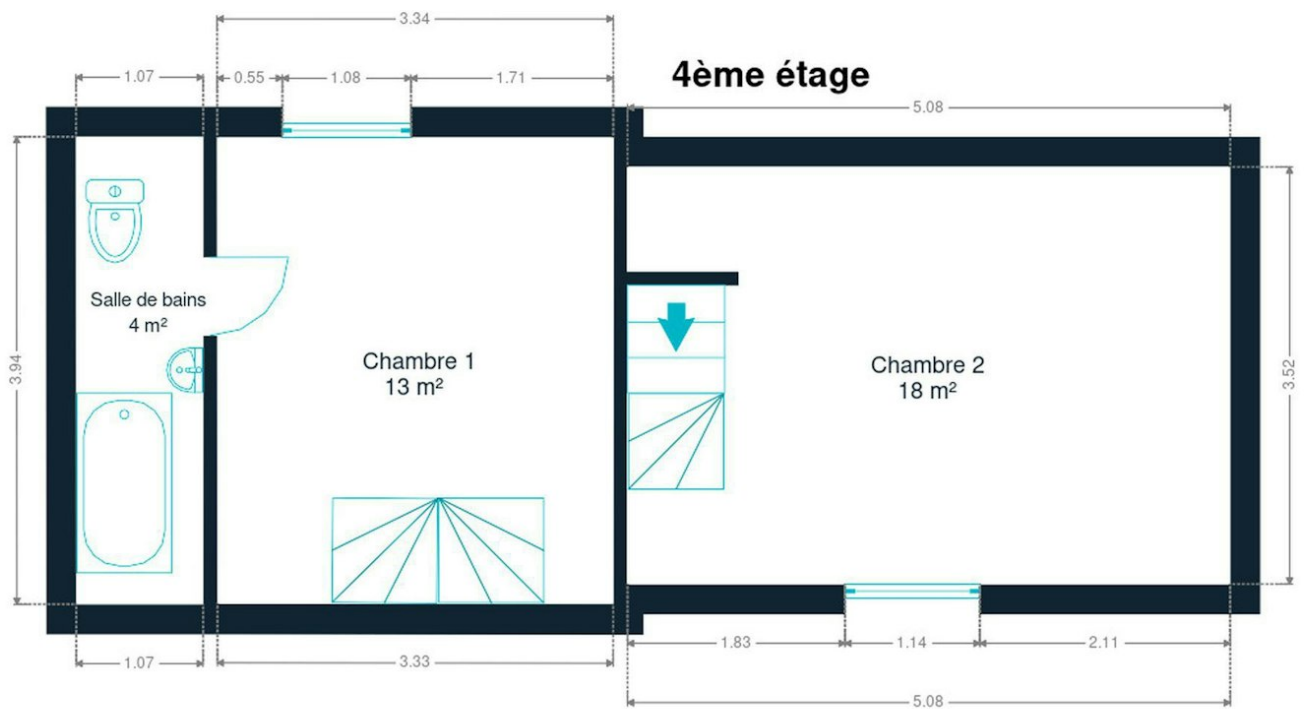 3.34
1.07
0.55
1.08
1.71
4ème étage
5.08
Salle de bains
4 m²
Chambre 1
13 m²
Chambre 2
18 m²
3.94
3.52
1.83
1.14
2.11
1.07
3.33
5.08